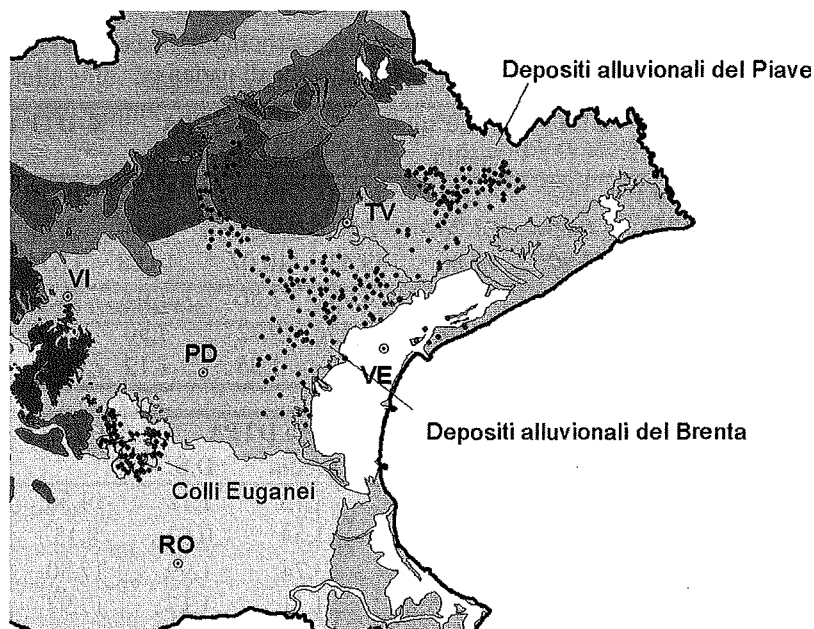 Depositi alluvionali del Piave
TV
VI
PD
VE
Depositi alluvionali del Brenta
Colli Euganei
RO